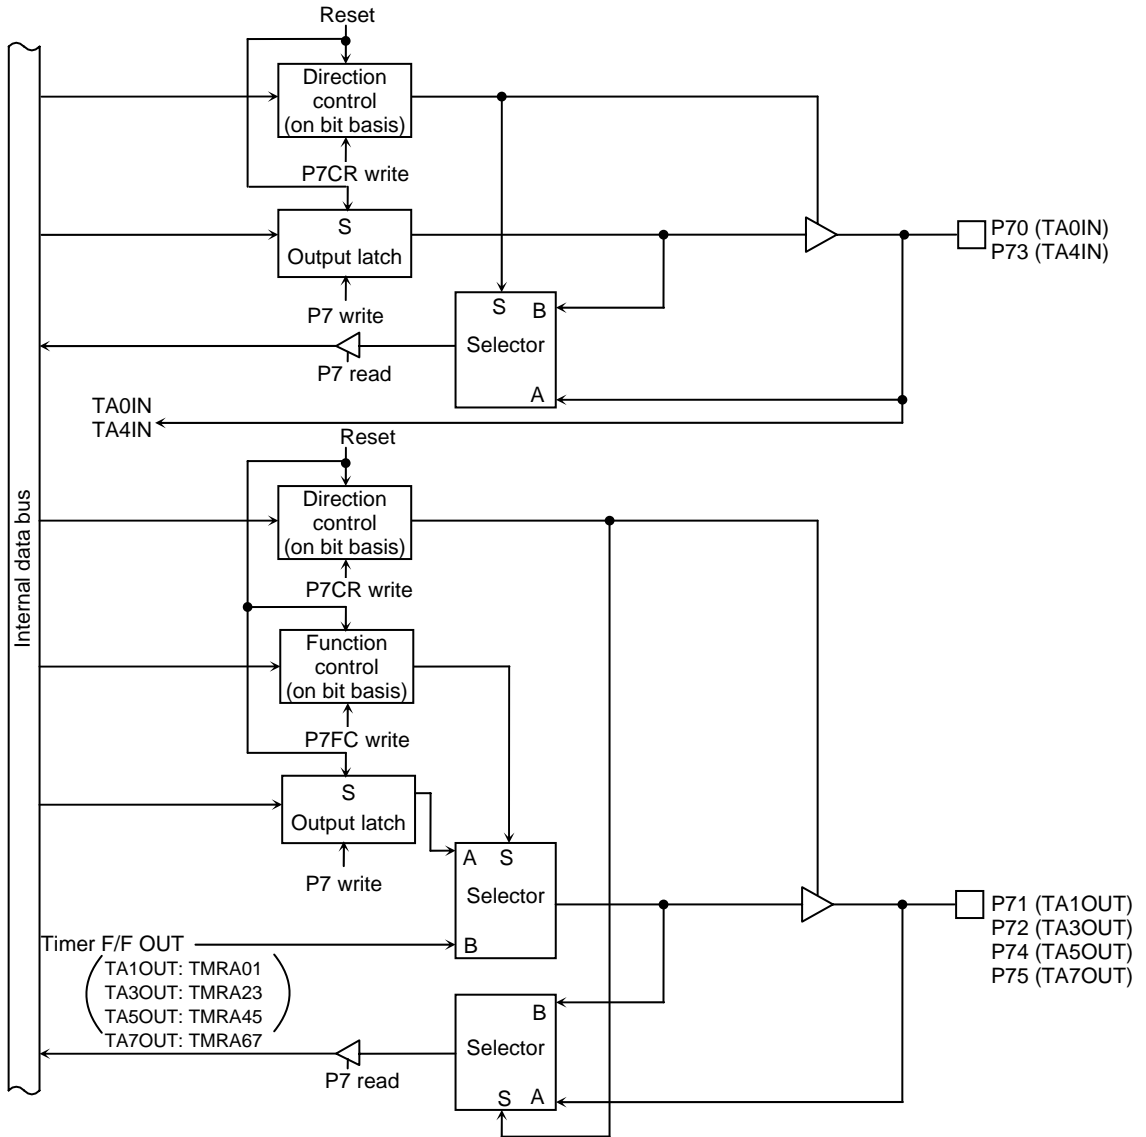 Reset
Direction
control
(on bit basis)
P7CR write
S
Output latch
P7 write
P70 (TA0IN)
P73 (TA4IN)
S B
Selector
A
P7 read
TA0IN
TA4IN
Internal data bus
Reset
Direction
control
(on bit basis)
P7CR write
Function
control
(on bit basis)
P7FC write
S
Output latch
P7 write
A S
Selector
B
Timer F/F OUT
TA1OUT: TMRA01
TA3OUT: TMRA23
TA5OUT: TMRA45
TA7OUT: TMRA67
P71 (TA1OUT)
P72 (TA3OUT)
P74 (TA5OUT)
P75 (TA7OUT)
B
Selector
S A
P7 read